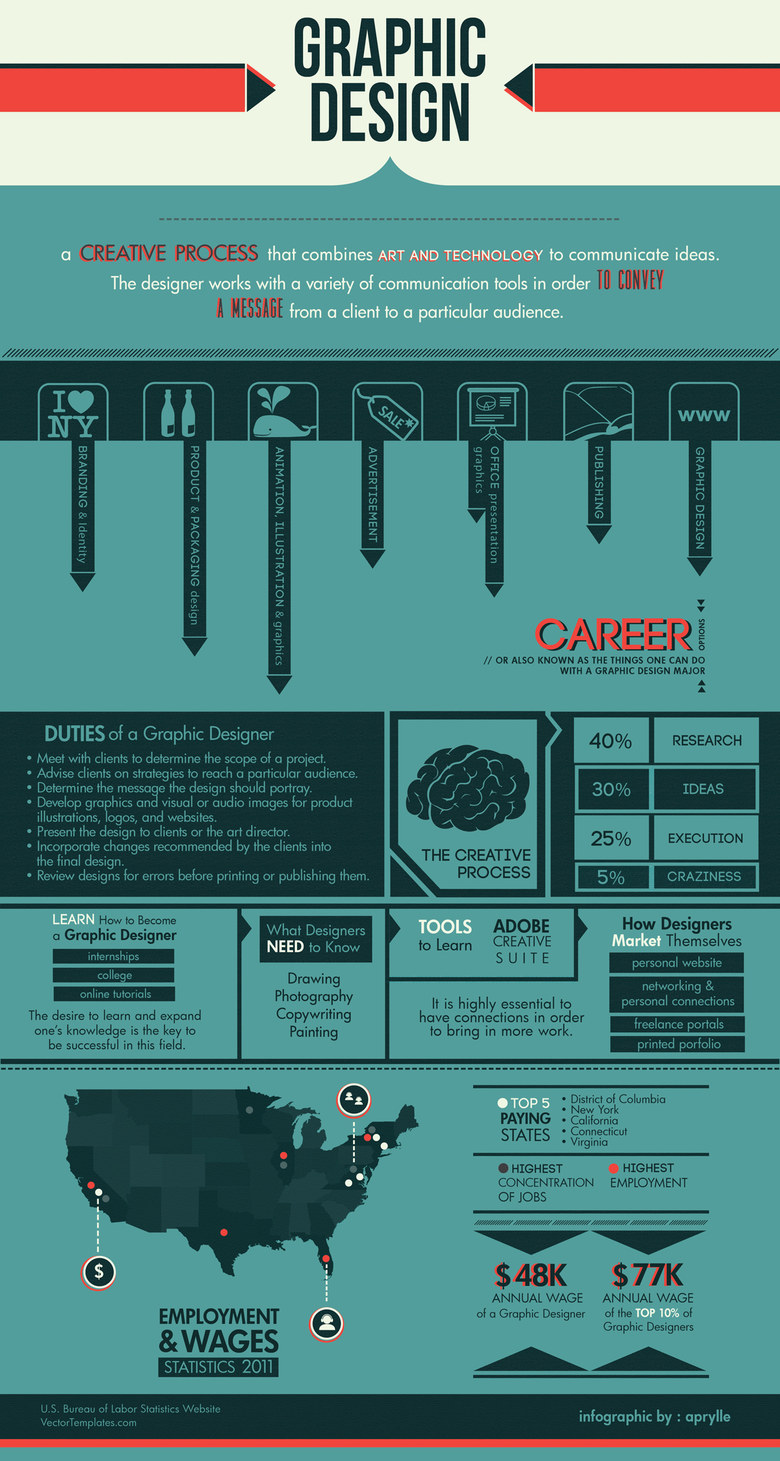 GRAPHIC
DESIGN
a CREATIVE PROCESS that combines ART AND TECHNOLOGY to communicate ideas.
The designer works with a variety of communication tools in order TO CONVEY
A MESSAGE from a client to a particular audience.
I
NY
SALE*
www
BRANDING & Identity
PRODUCT & PACKAGING design
ANIMATION, ILLUSTRATION & graphics
ADVERTISEMENT
OFFICE presentation
graphics
PUBLISHING
GRAPHIC DESIGN
CAREER
OPTIONS
// OR ALSO KNOWN AS THE THINGS ONE CAN DO
WITH A GRAPHIC DESIGN MAJOR
DUTIES of a Graphic Designer
• Meet with clients to determine the scope of a project.
• Advise clients on strategies to reach a particular audience.
• Determine the message the design should portray.
• Develop graphics and visual or audio images for product
illustrations, logos, and websites.
• Present the design to clients or the art director.
• Incorporate changes recommended by the clients into
the final design.
• Review designs for errors before printing or publishing them.
THE CREATIVE
PROCESS
40% RESEARCH
30% IDEAS
25% EXECUTION
5% CRAZINESS
LEARN How to Become
a Graphic Designer
internships
college
online tutorials
The desire to learn and expand
one's knowledge is the key to
be successful in this field.
What Designers
NEED to Know
Drawing
Photography
Copywriting
Painting
TOOLS
to Learn
ADOBE
CREATIVE
SUITE
It is highly essential to
have connections in order
to bring in more work.
How Designers
Market Themselves
personal website
networking &
personal connections
freelance portals
printed porfolio
$
EMPLOYMENT
& WAGES
STATISTICS 2011
TOP 5
PAYING
STATES
• District of Columbia
• New York
• California
• Connecticut
• Virginia
HIGHEST
CONCENTRATION
OF JOBS
HIGHEST
EMPLOYMENT
$48K
ANNUAL WAGE
of a Graphic Designer
$77K
ANNUAL WAGE
of the TOP 10% of
Graphic Designers
U.S. Bureau of Labor Statistics Website
VectorTemplates.com
infographic by : aprylle